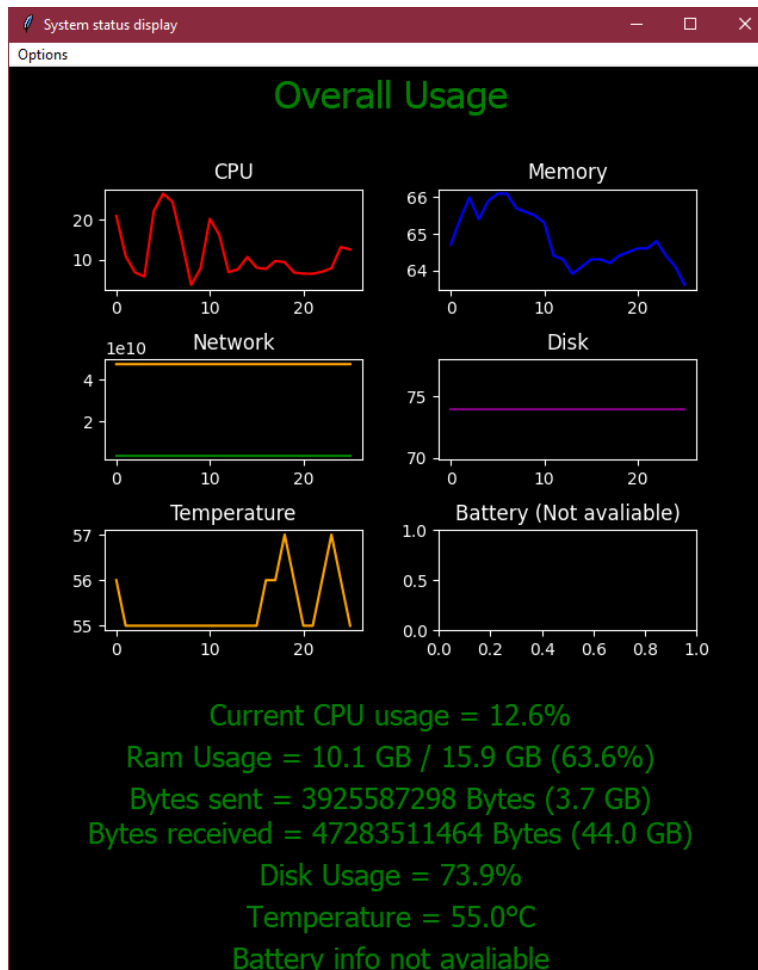 System status display
Options
Overall Usage
CPU
20
10
0 10 20
Memory
66
65
64
0 10 20
1e10
Network
4
2
0 10 20
Disk
75
70
0 10 20
Temperature
57
56
55
0 10 20
Battery (Not avaliable)
1.0
0.5
0.0
0.0 0.2 0.4 0.6 0.8 1.0
Current CPU usage = 12.6%
Ram Usage = 10.1 GB / 15.9 GB (63.6%)
Bytes sent = 3925587298 Bytes (3.7 GB)
Bytes received = 47283511464 Bytes (44.0 GB)
Disk Usage = 73.9%
Temperature = 55.0°C
Battery info not avaliable